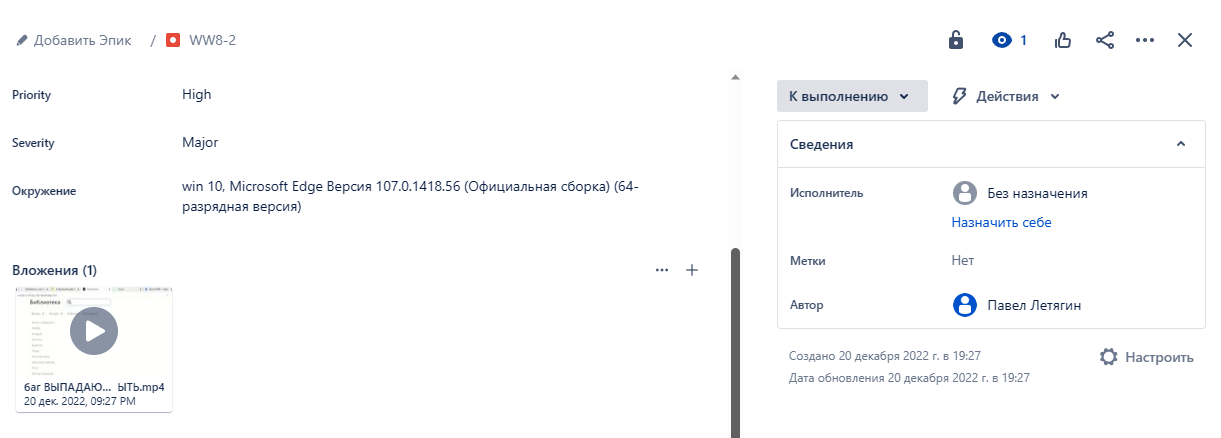 Добавить Эпик / WW8-2
1
Priority High
Severity Major
Окружение win 10, Microsoft Edge Версия 107.0.1418.56 (Официальная сборка) (64-
разрядная версия)
Вложения (1)
Библиотека
баг ВЫПАДАЮ... ЫТЬ.mp4
20 дек. 2022, 09:27 PM
К выполнению
Действия
Сведения
Исполнитель Без назначения
Назначить себе
Метки Нет
Автор Павел Летягин
Создано 20 декабря 2022 г. в 19:27
Настроить
Дата обновления 20 декабря 2022 г. в 19:27